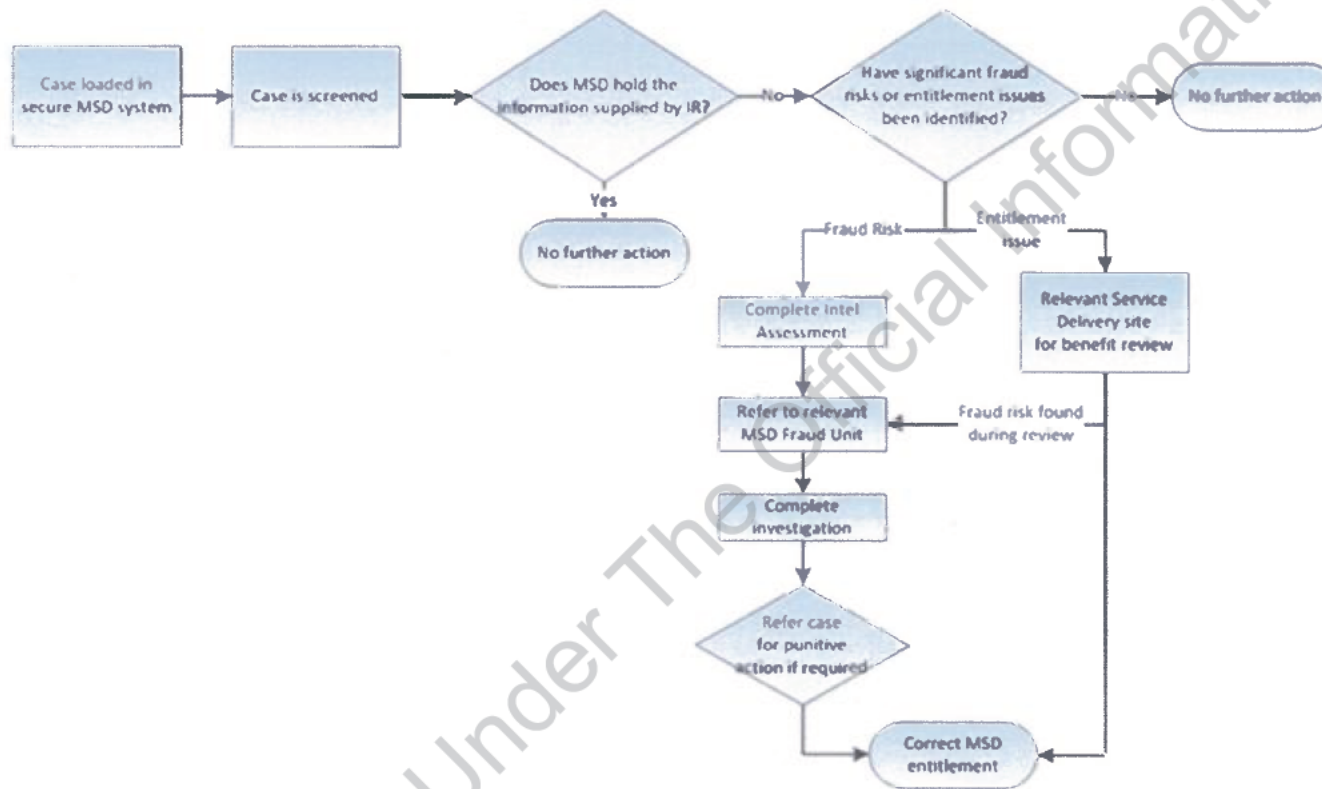 Case loaded in
secure MSD system
Case is screened
Does MSD hold the
information supplied by IR?
No
Have significant fraud
risks or entitlement issues
been identified?
No
No further action
Yes
No further action
Fraud Risk
Entitlement
issue
Complete Intel
Assessment
Relevant Service
Delivery site
for benefit review
Refer to relevant
MSD Fraud Unit
Fraud risk found
during review
Complete
investigation
Refer case
for punitive
action if required
Correct MSD
entitlement
Under The Official Informati